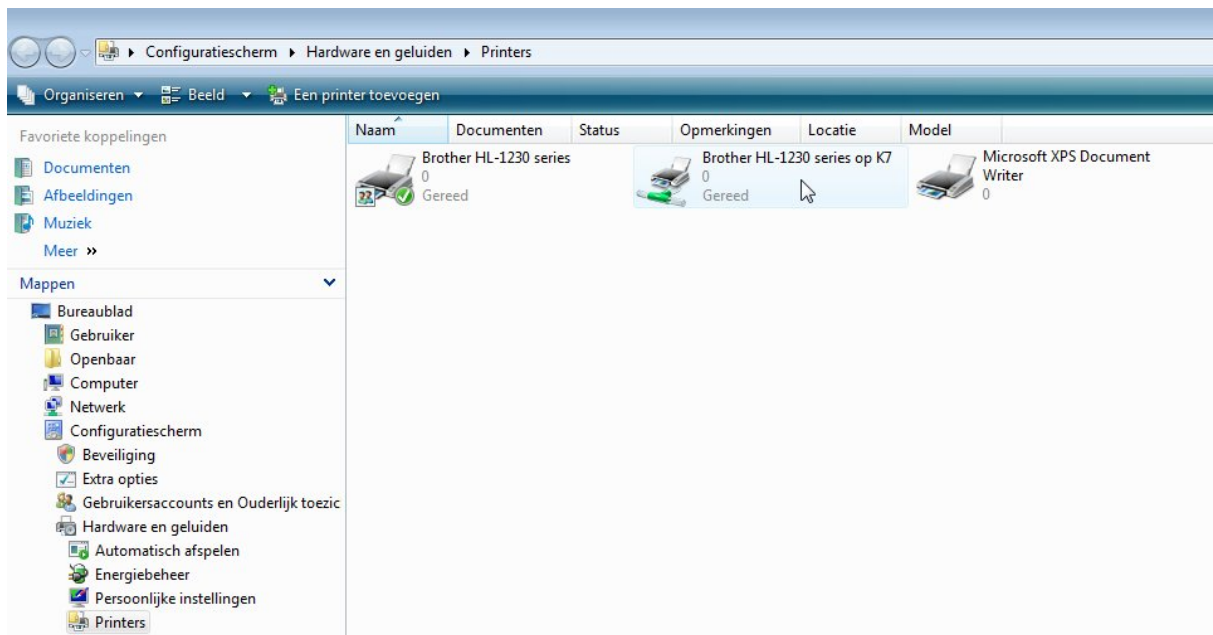 Configuratiescherm Hardware en geluiden Printers
Organiseren Beeld Een printer toevoegen
Favoriete koppelingen
Documenten
Afbeeldingen
Muziek
Meer »
Mappen
Bureaublad
Gebruiker
Openbaar
Computer
Netwerk
Configuratiescherm
Beveiliging
Extra opties
Gebruikersaccounts en Ouderlijk toezic
Hardware en geluiden
Automatisch afspelen
Energiebeheer
Persoonlijke instellingen
Printers
Naam Documenten Status Opmerkingen Locatie Model
Brother HL-1230 series
0
Gereed
Brother HL-1230 series op K7
0
Gereed
Microsoft XPS Document
Writer
0